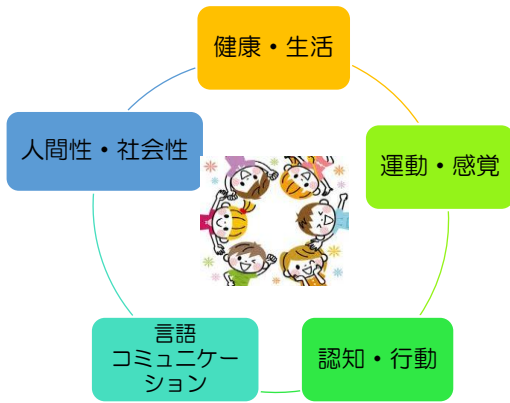 健康・生活
運動・感覚
認知・行動
言語
コミュニケー
ション
人間性・社会性